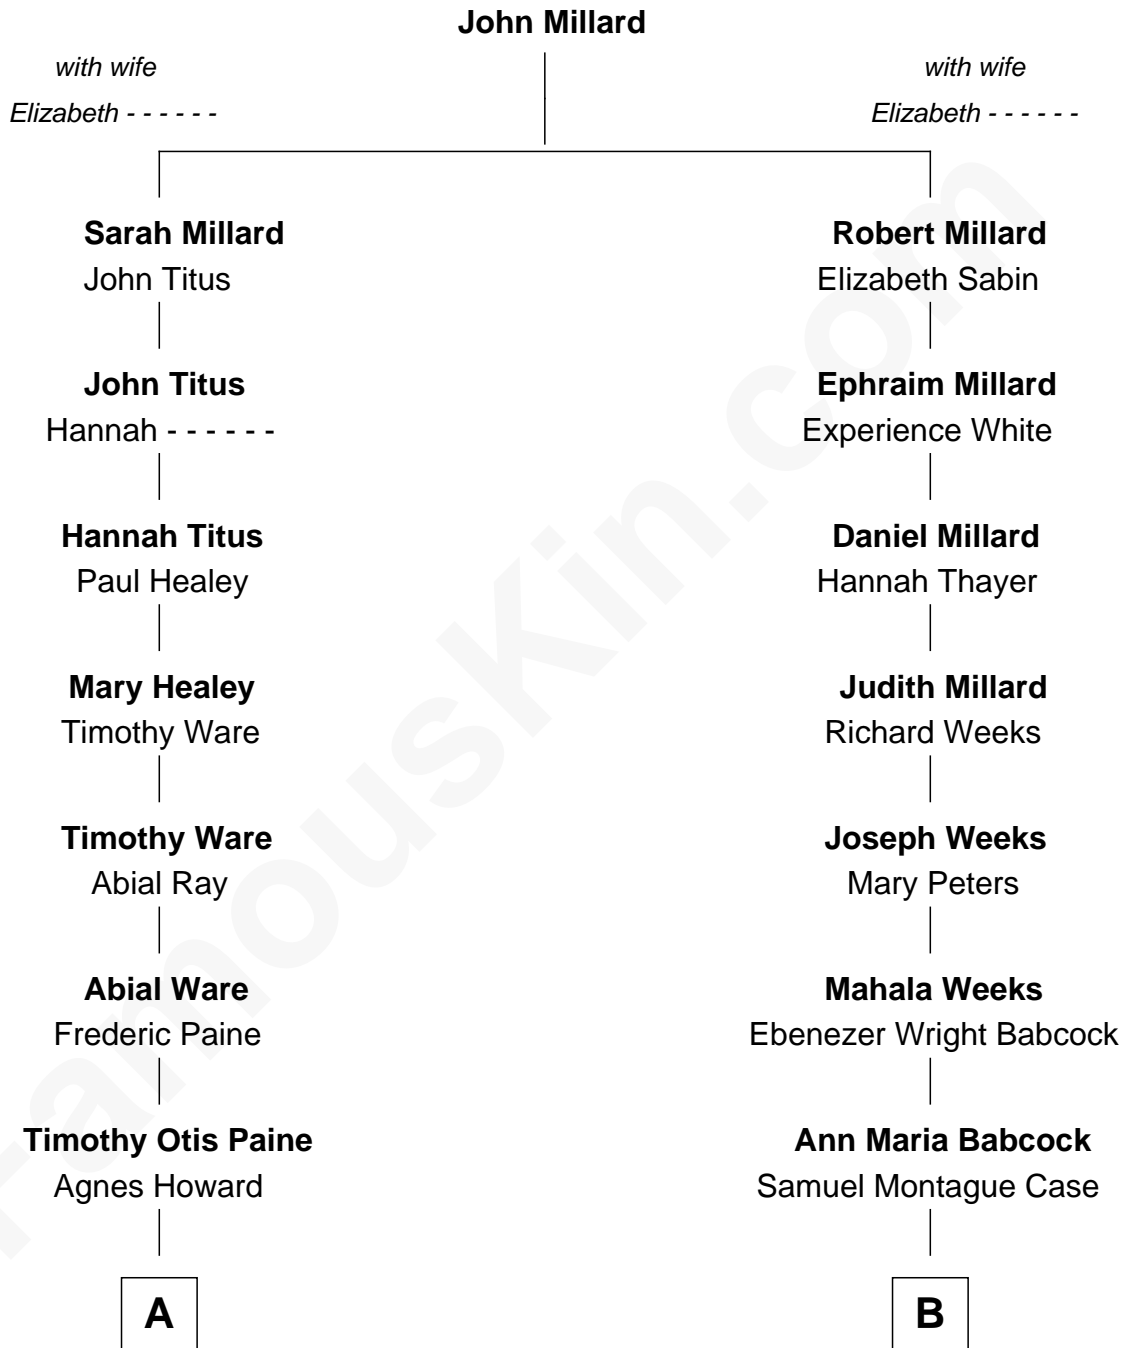 John Millard
with wife
Elizabeth - - - - - -
with wife
Elizabeth - - - - - -
Sarah Millard
John Titus
Robert Millard
Elizabeth Sabin
John Titus
Hannah - - - - - -
Ephraim Millard
Experience White
Hannah Titus
Paul Healey
Daniel Millard
Hannah Thayer
Mary Healey
Timothy Ware
Judith Millard
Richard Weeks
Timothy Ware
Abial Ray
Joseph Weeks
Mary Peters
Abial Ware
Frederic Paine
Mahala Weeks
Ebenezer Wright Babcock
Timothy Otis Paine
Agnes Howard
Ann Maria Babcock
Samuel Montague Case
A
B
FamousKin.com